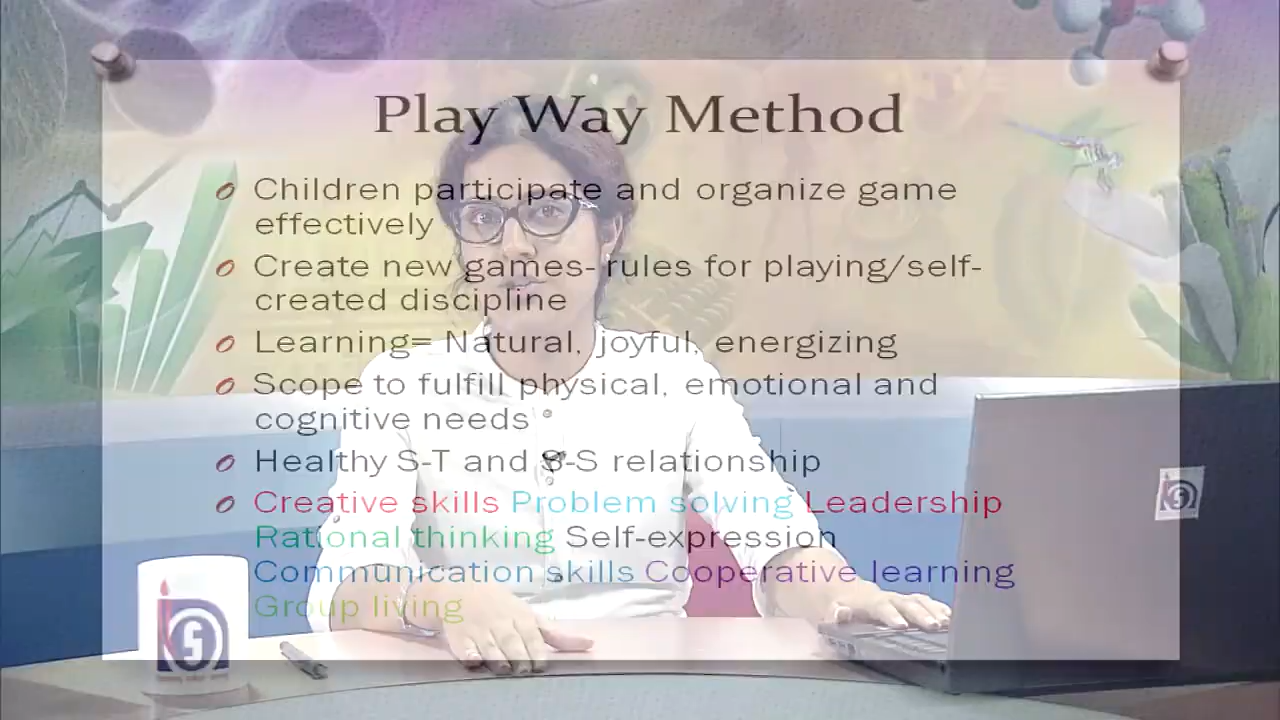 Play Way Method
Children participate and organize game
effectively
Create new games- rules for playing/self-
created discipline
Learning= Natural, joyful, energizing
Scope to fulfill physical, emotional and
cognitive needs
Healthy S-T and S-S relationship
Creative skills Problem solving Leadership
Rational thinking Self-expression
Communication skills Cooperative learning
Group living